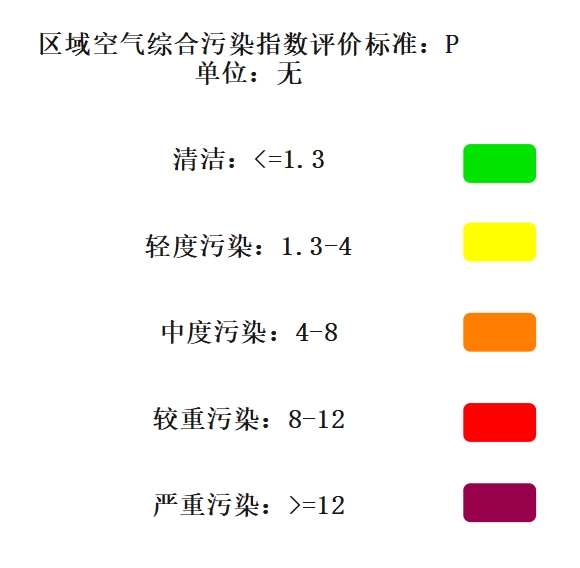 区域空气综合污染指数评价标准：P
单位：无
清洁：<=1.3
轻度污染：1.3-4
中度污染：4-8
较重污染：8-12
严重污染：>=12